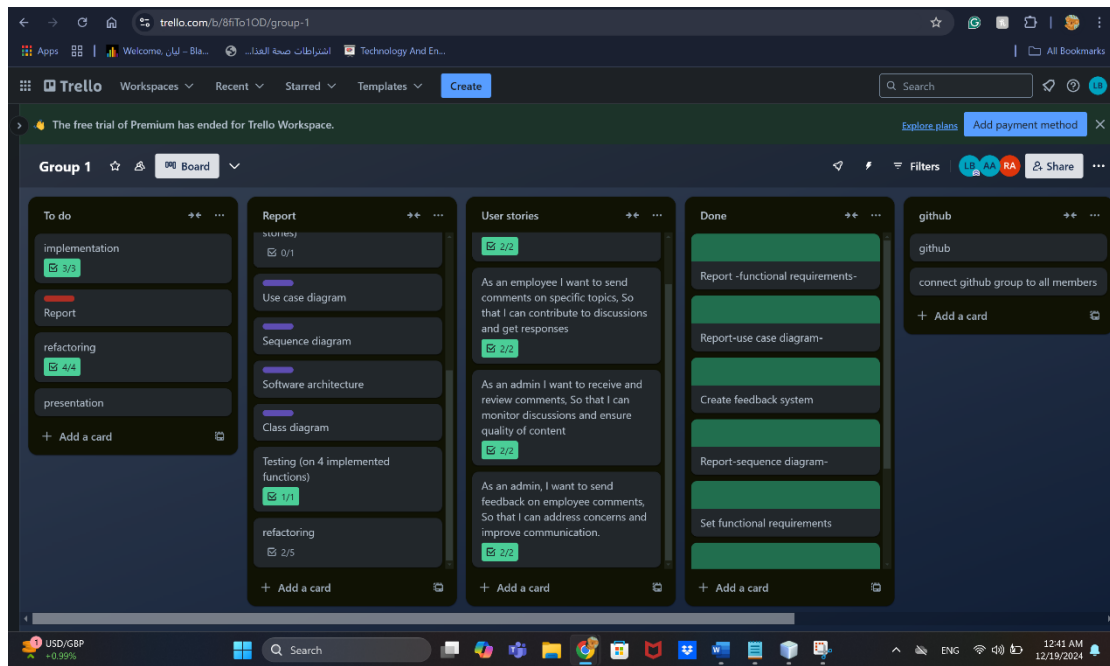 trello.com/b/8fiTo1OD/group-1
Apps
Welcome, ليان – Bla...
اشتراطات صحة الغذا...
Technology And En...
All Bookmarks
Trello
Workspaces
Recent
Starred
Templates
Create
Search
LB
The free trial of Premium has ended for Trello Workspace.
Explore plans
Add payment method
Group 1
Board
Filters
LB
AA
RA
Share
To do
implementation
3/3
Report
refactoring
4/4
presentation
+ Add a card
Report
stories)
0/1
Use case diagram
Sequence diagram
Software architecture
Class diagram
Testing (on 4 implemented
functions)
1/1
refactoring
2/5
+ Add a card
User stories
2/2
As an employee I want to send
comments on specific topics, So
that I can contribute to discussions
and get responses
2/2
As an admin I want to receive and
review comments, So that I can
monitor discussions and ensure
quality of content
2/2
As an admin, I want to send
feedback on employee comments,
So that I can address concerns and
improve communication.
2/2
+ Add a card
Done
Report -functional requirements-
Report-use case diagram-
Create feedback system
Report-sequence diagram-
Set functional requirements
+ Add a card
github
github
connect github group to all members
+ Add a card
1
USD/GBP
+0.99%
Search
ENG
12:41 AM
12/19/2024